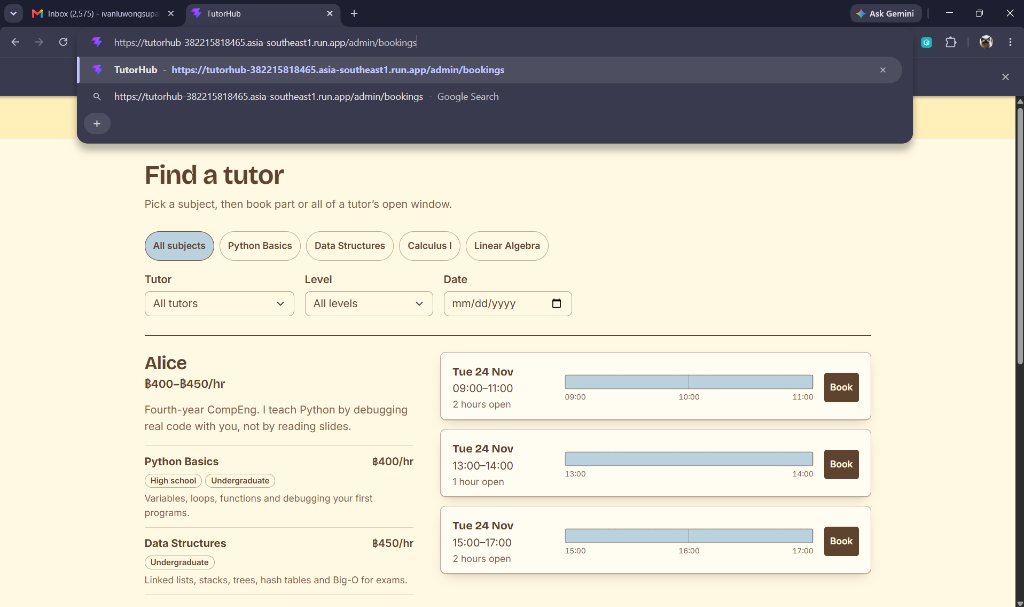 Inbox (2,575) - ivanluwongsupa
TutorHub
Ask Gemini
https://tutorhub-382215818465.asia-southeast1.run.app/admin/bookings
TutorHub - https://tutorhub-382215818465.asia-southeast1.run.app/admin/bookings
https://tutorhub-382215818465.asia-southeast1.run.app/admin/bookings - Google Search
Find a tutor
Pick a subject, then book part or all of a tutor's open window.
All subjects
Python Basics
Data Structures
Calculus I
Linear Algebra
Tutor
Level
Date
All tutors
All levels
mm/dd/yyyy
Alice
฿400–฿450/hr
Fourth-year CompEng. I teach Python by debugging
real code with you, not by reading slides.
Python Basics
฿400/hr
High school
Undergraduate
Variables, loops, functions and debugging your first
programs.
Data Structures
฿450/hr
Undergraduate
Linked lists, stacks, trees, hash tables and Big-O for exams.
Tue 24 Nov
09:00–11:00
2 hours open
09:00
10:00
11:00
Book
Tue 24 Nov
13:00–14:00
1 hour open
13:00
14:00
Book
Tue 24 Nov
15:00–17:00
2 hours open
15:00
16:00
17:00
Book